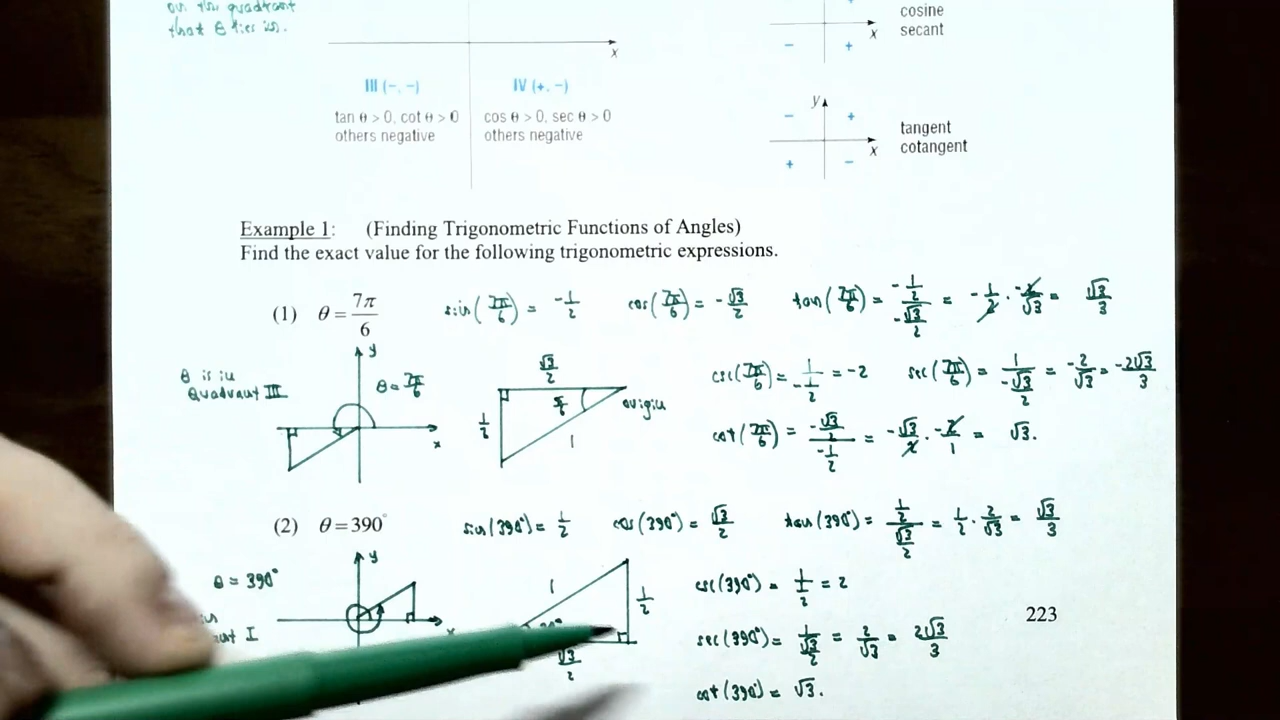 on the quadrant
that θ lies in.
cosine
secant
x
x
- +
III (-, -) IV (+, -)
tan θ > 0, cot θ > 0 cos θ > 0, sec θ > 0
others negative others negative
y
- +
tangent
cotangent
x
+ -
Example 1: (Finding Trigonometric Functions of Angles)
Find the exact value for the following trigonometric expressions.
(1) θ = 7π/6 sin(7π/6) = -1/2 cos(7π/6) = -√3/2 tan(7π/6) = (-1/2)/(-√3/2) = -1/2 · -2/√3 = √3/3
y
θ is in
Quadrant III
θ = 7π/6
x
√3/2
1/2
π/6
origin
1
csc(7π/6) = 1/(-1/2) = -2 sec(7π/6) = 1/(-√3/2) = -2/√3 = -2√3/3
cot(7π/6) = (-√3/2)/(-1/2) = -√3/2 · -2/1 = √3.
(2) θ = 390° sin(390°) = 1/2 cos(390°) = √3/2 tan(390°) = (1/2)/(√3/2) = 1/2 · 2/√3 = √3/3
y
θ = 390°
I
x
1
1/2
√3/2
csc(390°) = 1/(1/2) = 2
223
sec(390°) = 1/(√3/2) = 2/√3 = 2√3/3
cot(390°) = √3.